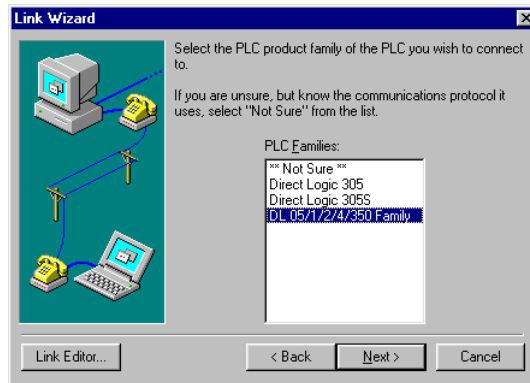 Link Wizard
Select the PLC product family of the PLC you wish to connect
to.
If you are unsure, but know the communications protocol it
uses, select "Not Sure" from the list.
PLC Families:
** Not Sure **
Direct Logic 305
Direct Logic 305S
DL 05/1/2/4/350 Family
Link Editor...
< Back
Next >
Cancel